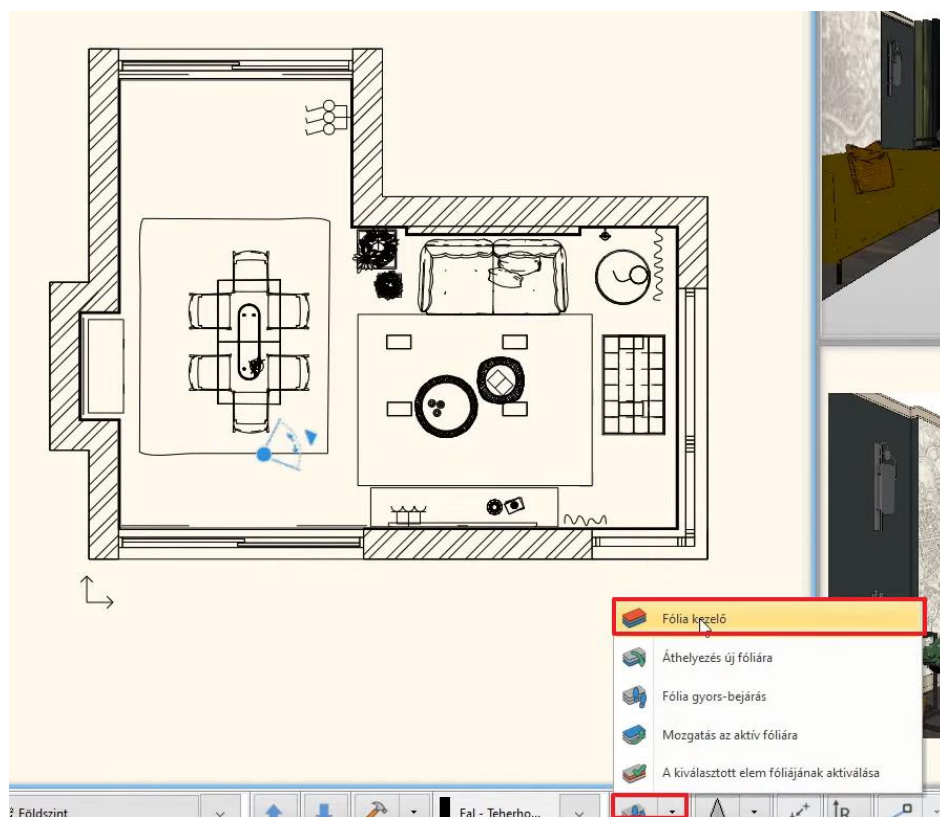 Fólia kezelő
Áthelyezés új fóliára
Fólia gyors-bejárás
Mozgatás az aktív fóliára
A kiválasztott elem fóliájának aktiválása
Földszint
Fal - Teherho...
R